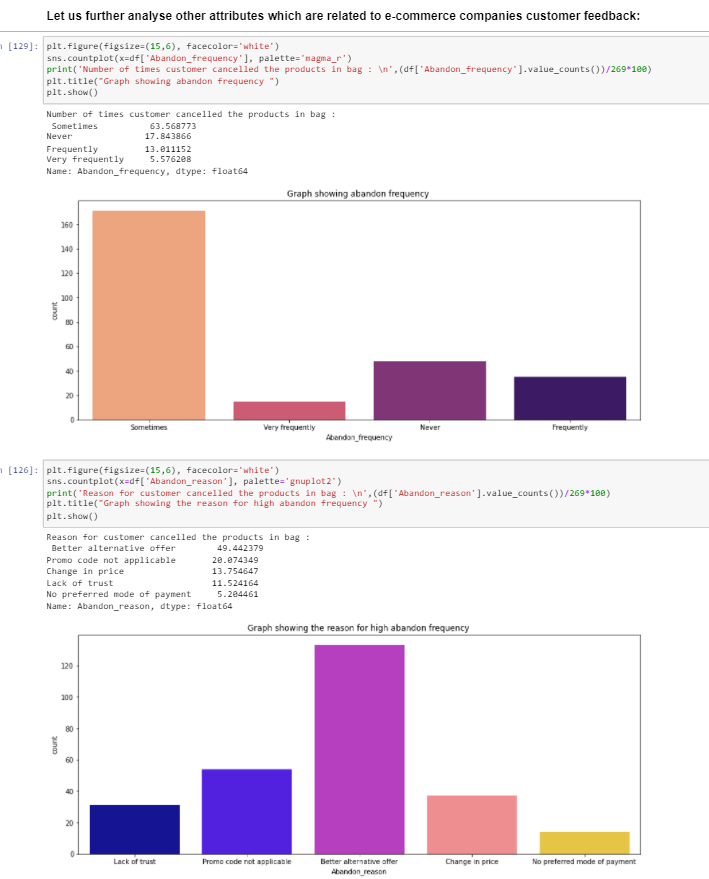 Let us further analyse other attributes which are related to e-commerce companies customer feedback:
[129]: plt.figure(figsize=(15,6), facecolor='white')
sns.countplot(x=df['Abandon_frequency'], palette='magma_r')
print('Number of times customer cancelled the products in bag : \n',(df['Abandon_frequency'].value_counts())/269*100)
plt.title("Graph showing abandon frequency ")
plt.show()
Number of times customer cancelled the products in bag :
Sometimes 63.568773
Never 17.843866
Frequently 13.011152
Very frequently 5.576208
Name: Abandon_frequency, dtype: float64
Graph showing abandon frequency
160
140
120
100
80
60
40
20
0
count
Sometimes Very frequently Never Frequently
Abandon_frequency
[126]: plt.figure(figsize=(15,6), facecolor='white')
sns.countplot(x=df['Abandon_reason'], palette='gnuplot2')
print('Reason for customer cancelled the products in bag : \n',(df['Abandon_reason'].value_counts())/269*100)
plt.title("Graph showing the reason for high abandon frequency ")
plt.show()
Reason for customer cancelled the products in bag :
Better alternative offer 49.442379
Promo code not applicable 20.074349
Change in price 13.754647
Lack of trust 11.524164
No preferred mode of payment 5.204461
Name: Abandon_reason, dtype: float64
Graph showing the reason for high abandon frequency
120
100
80
60
40
20
0
count
Lack of trust Promo code not applicable Better alternative offer Change in price No preferred mode of payment
Abandon_reason